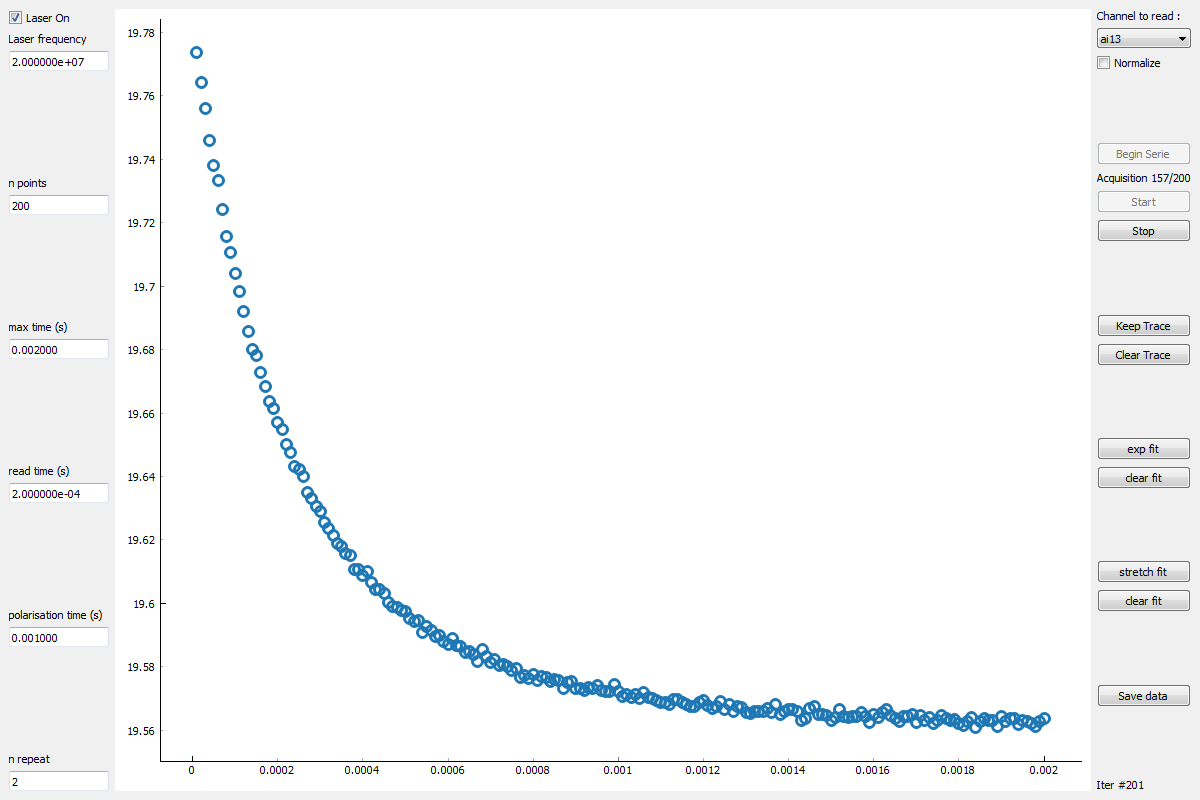 Laser On
Laser frequency
2.000000e+07
n points
200
max time (s)
0.002000
read time (s)
2.000000e-04
polarisation time (s)
0.001000
n repeat
2
19.78
19.76
19.74
19.72
19.7
19.68
19.66
19.64
19.62
19.6
19.58
19.56
0
0.0002
0.0004
0.0006
0.0008
0.001
0.0012
0.0014
0.0016
0.0018
0.002
Channel to read :
ai13
Normalize
Begin Serie
Acquisition 157/200
Start
Stop
Keep Trace
Clear Trace
exp fit
clear fit
stretch fit
clear fit
Save data
Iter #201